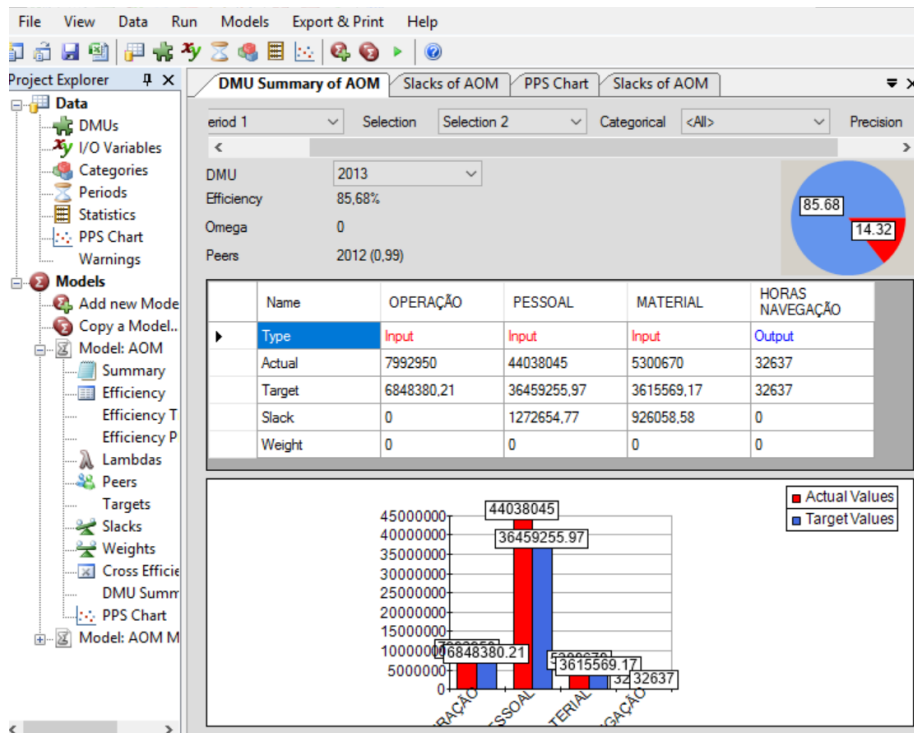 File View Data Run Models Export & Print Help
Project Explorer
DMU Summary of AOM Slacks of AOM PPS Chart Slacks of AOM
Data
DMUs
I/O Variables
Categories
Periods
Statistics
PPS Chart
Warnings
Models
Add new Mode
Copy a Model..
Model: AOM
Summary
Efficiency
Efficiency T
Efficiency P
Lambdas
Peers
Targets
Slacks
Weights
Cross Efficie
DMU Summ
PPS Chart
Model: AOM M
eriod 1 Selection Selection 2 Categorical <All> Precision
DMU 2013
Efficiency 85,68%
Omega 0
Peers 2012 (0,99)
85.68
14.32
Name OPERAÇÃO PESSOAL MATERIAL HORAS NAVEGAÇÃO
Type Input Input Input Output
Actual 7992950 44038045 5300670 32637
Target 6848380,21 36459255,97 3615569,17 32637
Slack 0 1272654,77 926058,58 0
Weight 0 0 0 0
Actual Values
Target Values
45000000
40000000
35000000
30000000
25000000
20000000
15000000
10000000
5000000
0
44038045
36459255.97
6848380.21
3615569.17
32637
RAÇÃO
SSOAL
TERIAL
GAÇÃO